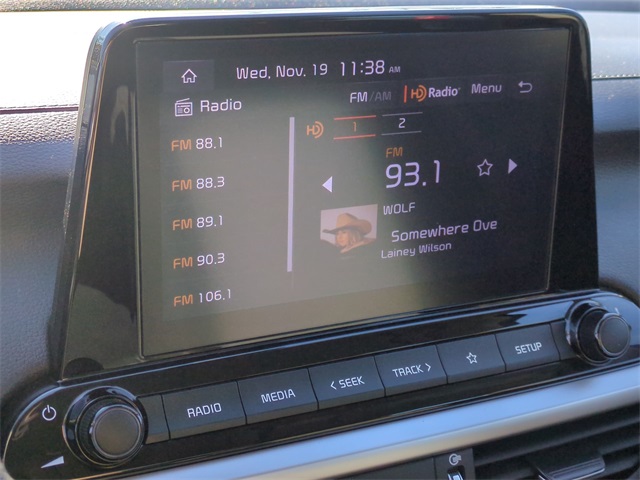 Wed, Nov. 19 11:38 AM
Radio
FM/AM HD Radio Menu
HD 1 2
FM 88.1
FM 88.3
FM 89.1
FM 90.3
FM 106.1
FM
93.1
WOLF
Somewhere Ove
Lainey Wilson
RADIO MEDIA < SEEK TRACK > SETUP